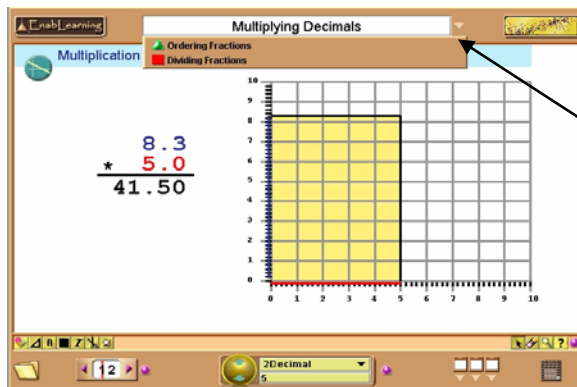 EnabLearning
Multiplying Decimals
Ordering Fractions
Dividing Fractions
Multiplication
8.3
* 5.0
41.50
10
9
8
7
6
5
4
3
2
1
0
0 1 2 3 4 5 6 7 8 9 10
12
2Decimal
5